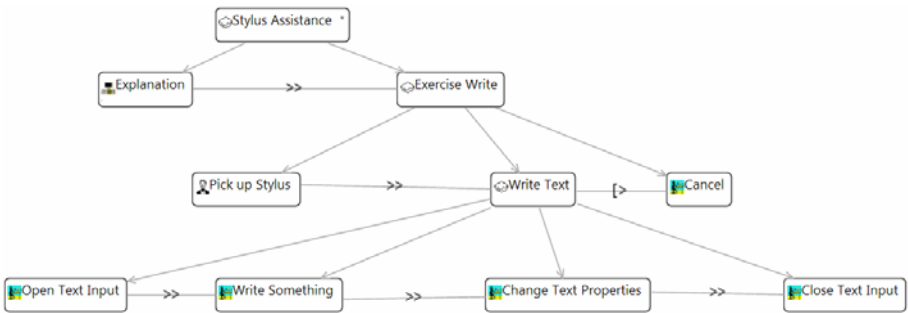 Stylus Assistance *
Explanation >> Exercise Write
Pick up Stylus >> Write Text [> Cancel
Open Text Input >> Write Something >> Change Text Properties >> Close Text Input